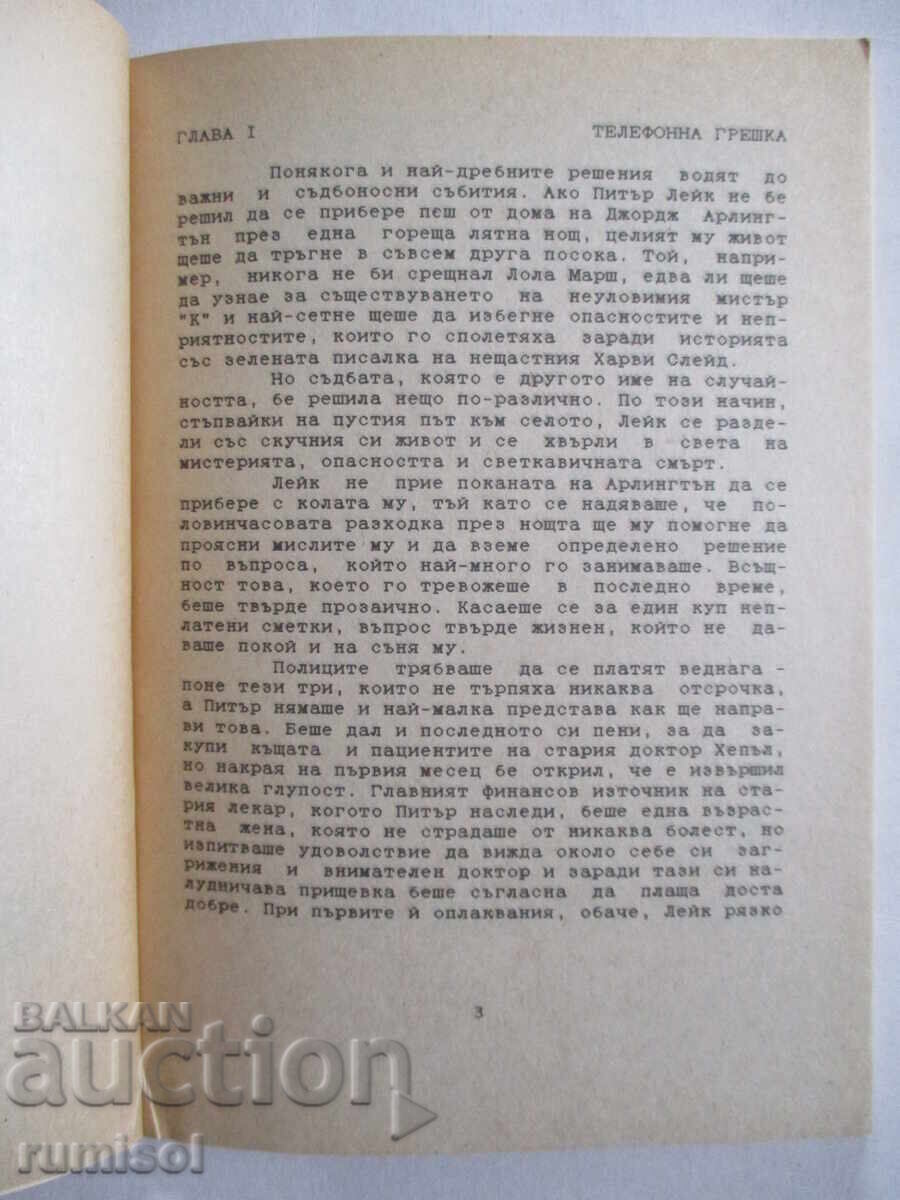 ГЛАВА I ТЕЛЕФОННА ГРЕШКА
Понякога и най-дребните решения водят до
важни и съдбоносни събития. Ако Питър Лейк не бе
решил да се прибере пеш от дома на Джордж Арлинг-
тън през една гореща лятна нощ, целият му живот
щеше да тръгне в съвсем друга посока. Той, напри-
мер, никога не би срещнал Лола Марш, едва ли щеше
да узнае за съществуването на неуловимия мистър
"К" и най-сетне щеше да избегне опасностите и неп-
риятностите, които го сполетяха заради историята
със зелената писалка на нещастния Харви Слейд.
Но съдбата, която е другото име на случай-
ността, бе решила нещо по-различно. По този начин,
стъпвайки на пустия път към селото, Лейк се разде-
ли със скучния си живот и се хвърли в света на
мистерията, опасността и светкавичната смърт.
Лейк не прие поканата на Арлингтън да се
прибере с колата му, тъй като се надяваше, че по-
ловинчасовата разходка през нощта ще му помогне да
проясни мислите му и да вземе определено решение
по въпроса, който най-много го занимаваше. Всъщ-
ност това, което го тревожеше в последно време,
беше твърде прозаично. Касаеше се за един куп неп-
латени сметки, въпрос твърде жизнен, който не да-
ваше покой и на съня му.
Полиците трябваше да се платят веднага -
поне тези три, които не търпяха никаква отсрочка,
а Питър нямаше и най-малка представа как ще напра-
ви това. Беше дал и последното си пени, за да за-
купи къщата и пациентите на стария доктор Хепъл,
но накрая на първия месец бе открил, че е извършил
велика глупост. Главният финансов източник на ста-
рия лекар, когото Питър наследи, беше една възрас-
тна жена, която не страдаше от никаква болест, но
изпитваше удоволствие да вижда около себе си заг-
рижения и внимателен доктор и заради тази си на-
лудничава прищевка беше съгласна да плаща доста
добре. При първите й оплаквания, обаче, Лейк рязко
3
BALKAN
auction
rumisol